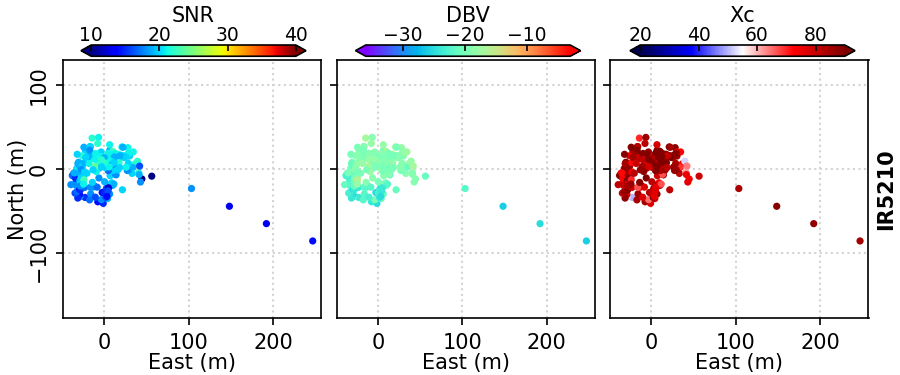 SNR
10 20 30 40
DBV
−30 −20 −10
Xc
20 40 60 80
North (m)
100
0
−100
0 100 200
East (m)
0 100 200
East (m)
0 100 200
East (m)
IR5210